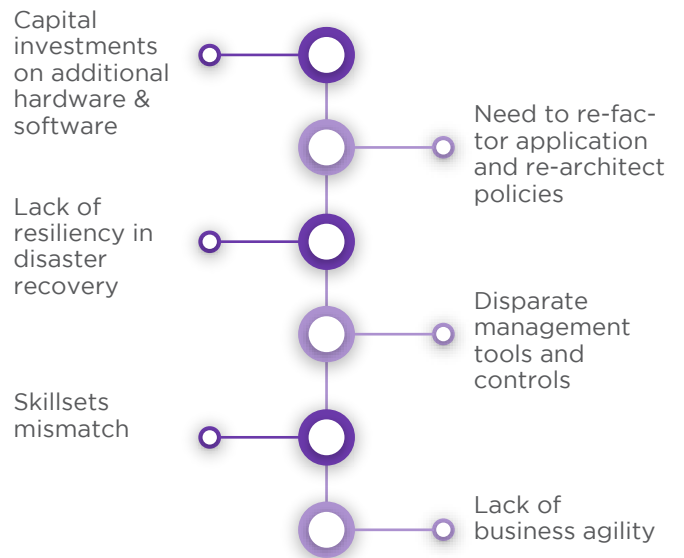 Capital
investments
on additional
hardware &
software
Need to re-fac-
tor application
and re-architect
policies
Lack of
resiliency in
disaster
recovery
Disparate
management
tools and
controls
Skillsets
mismatch
Lack of
business agility